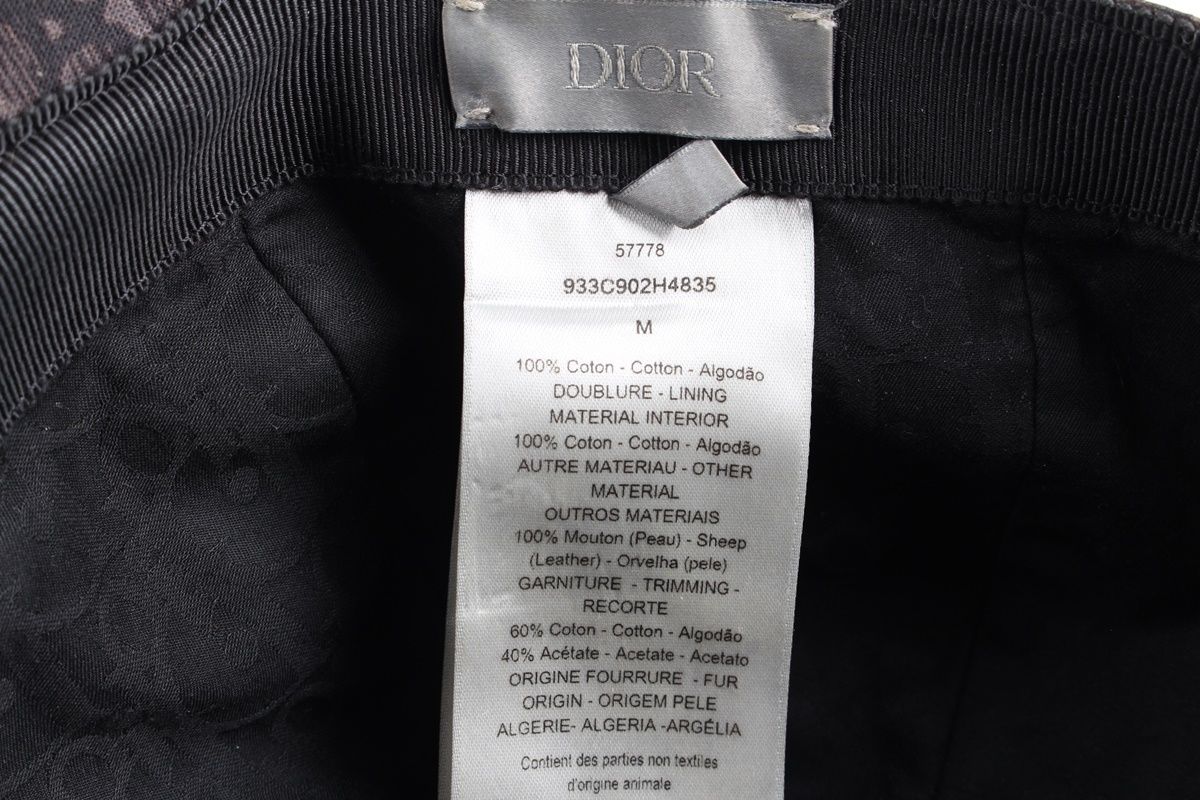 DIOR
57778
933C902H4835
M
100% Coton - Cotton - Algodão
DOUBLURE - LINING
MATERIAL INTERIOR
100% Coton - Cotton - Algodão
AUTRE MATERIAU - OTHER
MATERIAL
OUTROS MATERIAIS
100% Mouton (Peau) - Sheep
(Leather) - Orvelha (pele)
GARNITURE - TRIMMING -
RECORTE
60% Coton - Cotton - Algodão
40% Acétate - Acetate - Acetato
ORIGINE FOURRURE - FUR
ORIGIN - ORIGEM PELE
ALGERIE- ALGERIA -ARGÉLIA
Contient des parties non textiles
d'origine animale